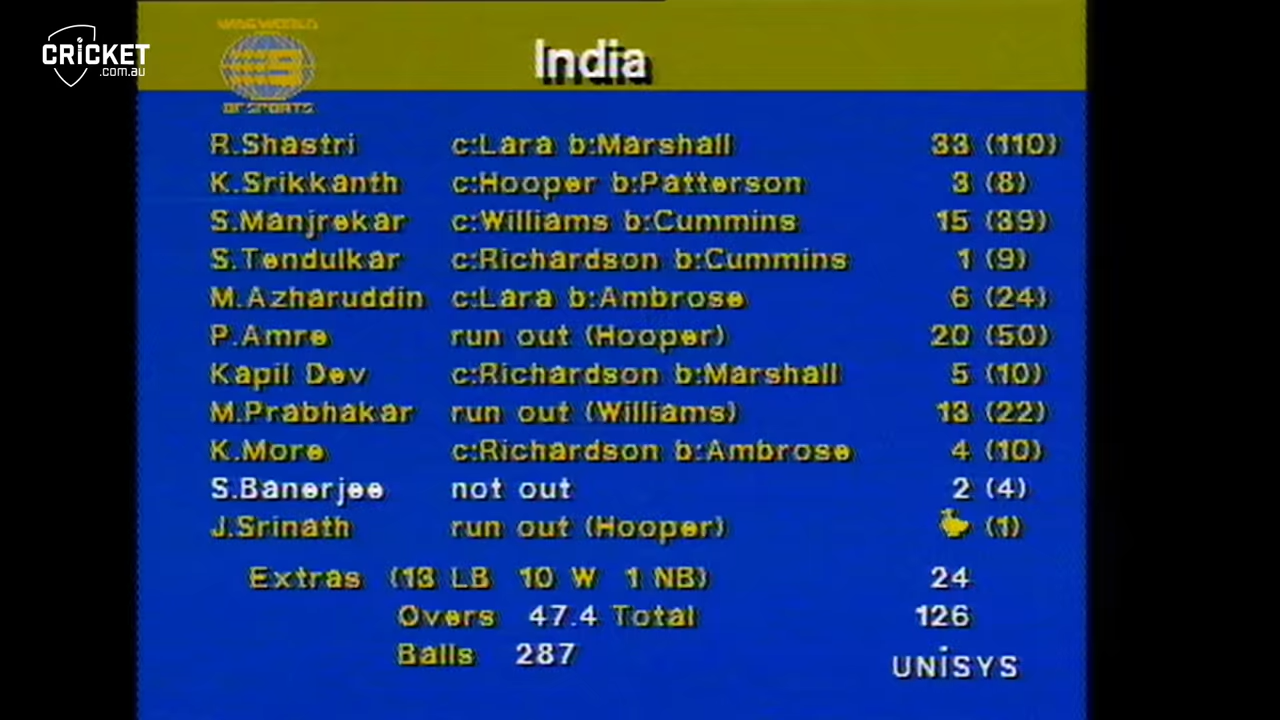 CRICKET
.com.au
WIDE WORLD
OF SPORTS
India
R.Shastri c:Lara b:Marshall 33 (110)
K.Srikkanth c:Hooper b:Patterson 3 (8)
S.Manjrekar c:Williams b:Cummins 15 (39)
S.Tendulkar c:Richardson b:Cummins 1 (9)
M.Azharuddin c:Lara b:Ambrose 6 (24)
P.Amre run out (Hooper) 20 (50)
Kapil Dev c:Richardson b:Marshall 5 (10)
M.Prabhakar run out (Williams) 13 (22)
K.More c:Richardson b:Ambrose 4 (10)
S.Banerjee not out 2 (4)
J.Srinath run out (Hooper) (1)
Extras (13 LB 10 W 1 NB) 24
Overs 47.4 Total 126
Balls 287
UNiSYS